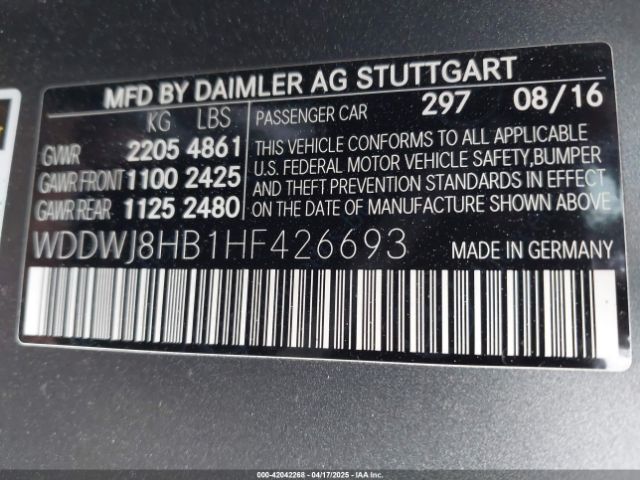 MFD BY DAIMLER AG STUTTGART
KG LBS
GVWR 2205 4861
GAWR FRONT 1100 2425
GAWR REAR 1125 2480
PASSENGER CAR 297 08/16
THIS VEHICLE CONFORMS TO ALL APPLICABLE
U.S. FEDERAL MOTOR VEHICLE SAFETY,BUMPER
AND THEFT PREVENTION STANDARDS IN EFFECT
ON THE DATE OF MANUFACTURE SHOWN ABOVE
WDDWJ8HB1HF426693 MADE IN GERMANY
000-42042268 - 04/17/2025 - IAAI.COM